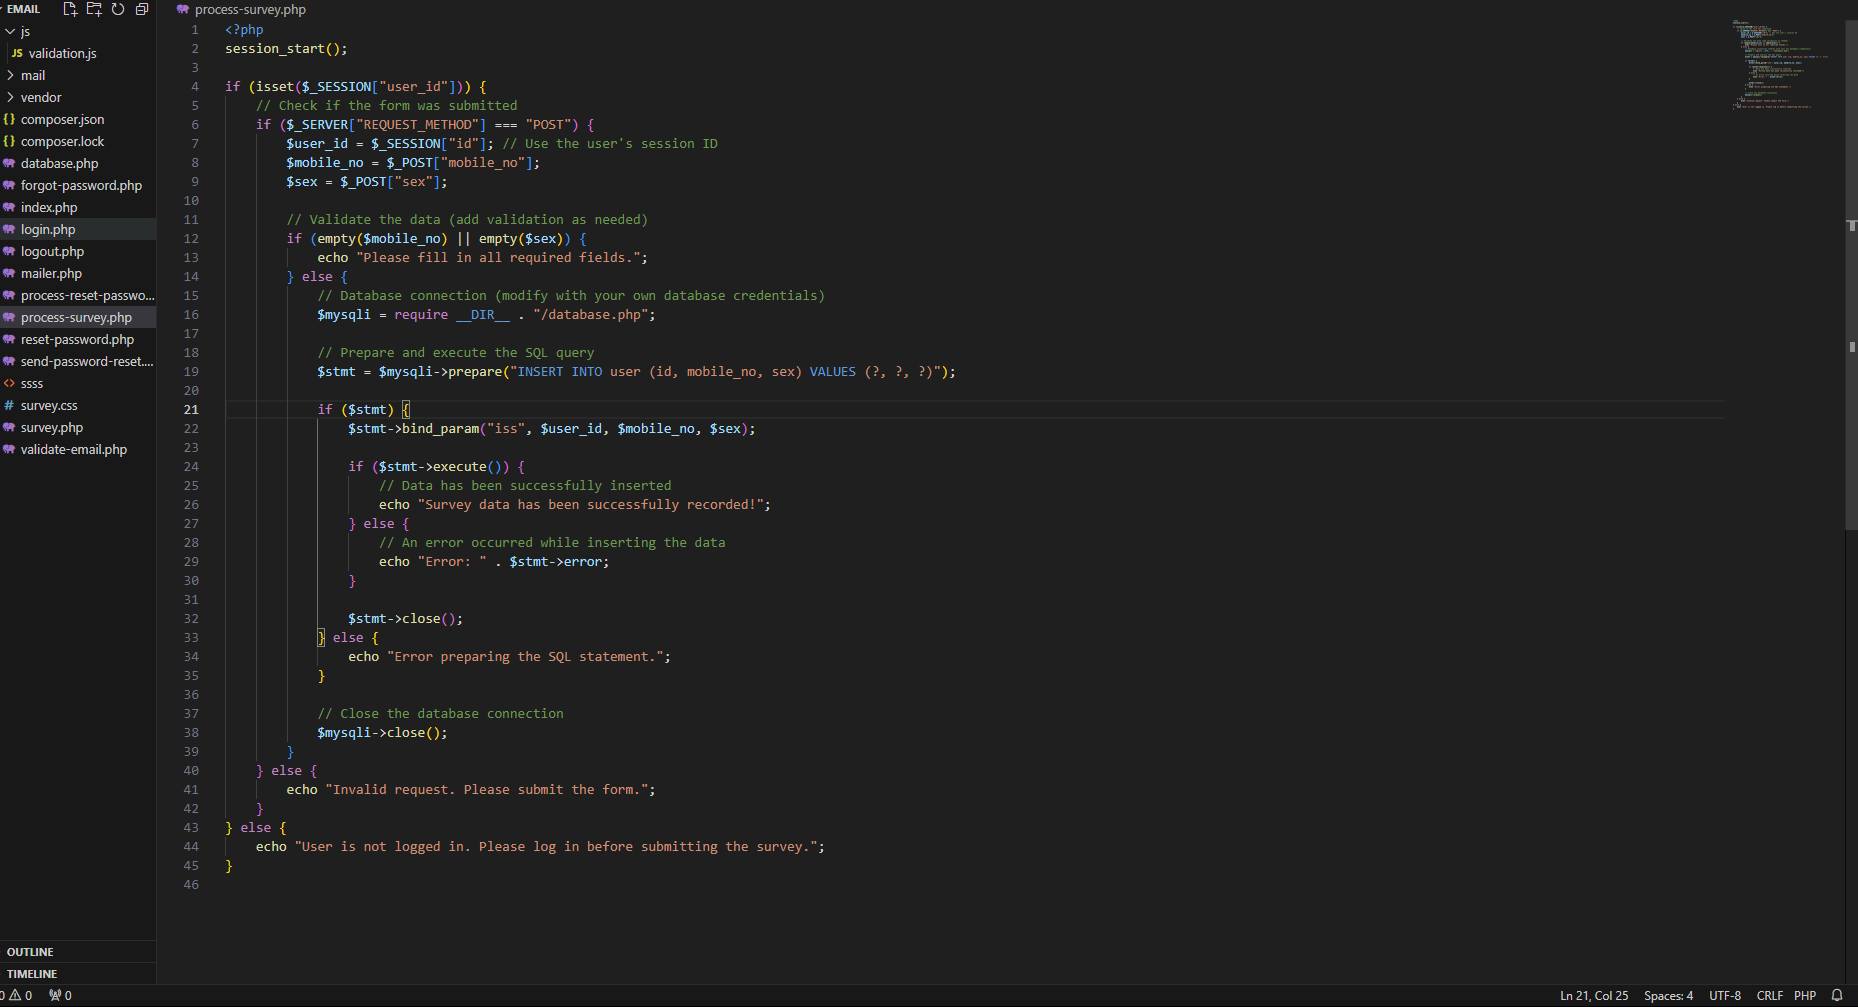 EMAIL
js
JS validation.js
mail
vendor
{} composer.json
{} composer.lock
database.php
forgot-password.php
index.php
login.php
logout.php
mailer.php
process-reset-passwo...
process-survey.php
reset-password.php
send-password-reset....
<> ssss
# survey.css
survey.php
validate-email.php
OUTLINE
TIMELINE
process-survey.php
1 <?php
2 session_start();
3
4 if (isset($_SESSION["user_id"])) {
5 // Check if the form was submitted
6 if ($_SERVER["REQUEST_METHOD"] === "POST") {
7 $user_id = $_SESSION["id"]; // Use the user's session ID
8 $mobile_no = $_POST["mobile_no"];
9 $sex = $_POST["sex"];
10
11 // Validate the data (add validation as needed)
12 if (empty($mobile_no) || empty($sex)) {
13 echo "Please fill in all required fields.";
14 } else {
15 // Database connection (modify with your own database credentials)
16 $mysqli = require __DIR__ . "/database.php";
17
18 // Prepare and execute the SQL query
19 $stmt = $mysqli->prepare("INSERT INTO user (id, mobile_no, sex) VALUES (?, ?, ?)");
20
21 if ($stmt) {
22 $stmt->bind_param("iss", $user_id, $mobile_no, $sex);
23
24 if ($stmt->execute()) {
25 // Data has been successfully inserted
26 echo "Survey data has been successfully recorded!";
27 } else {
28 // An error occurred while inserting the data
29 echo "Error: " . $stmt->error;
30 }
31
32 $stmt->close();
33 } else {
34 echo "Error preparing the SQL statement.";
35 }
36
37 // Close the database connection
38 $mysqli->close();
39 }
40 } else {
41 echo "Invalid request. Please submit the form.";
42 }
43 } else {
44 echo "User is not logged in. Please log in before submitting the survey.";
45 }
46
0 0 0 Ln 21, Col 25 Spaces: 4 UTF-8 CRLF PHP